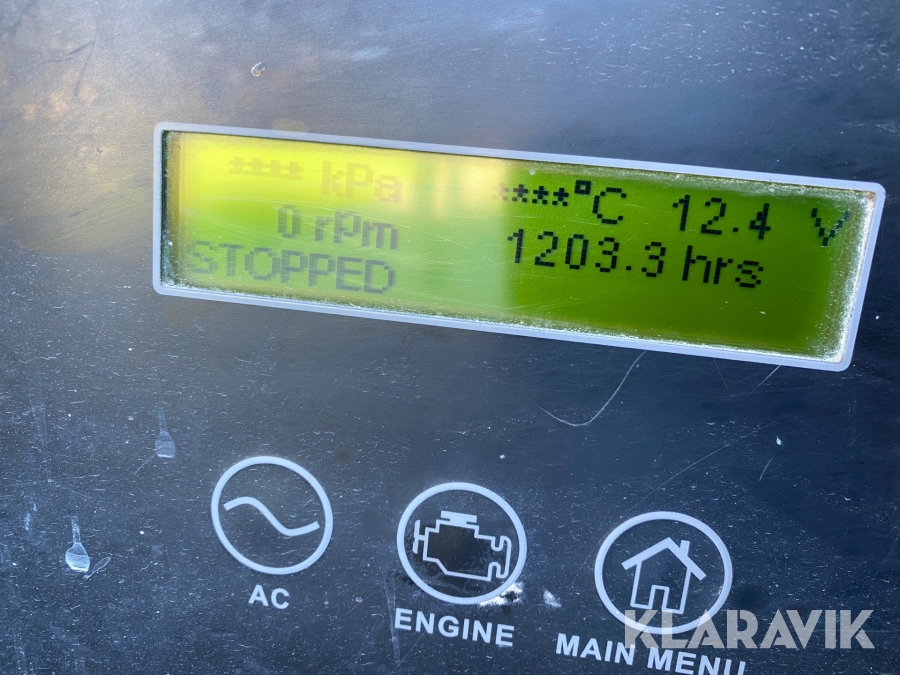 **** kPa ****°C 12.4 V
0 rpm 1203.3 hrs
STOPPED
AC
ENGINE
MAIN MENU
KLARAVIK